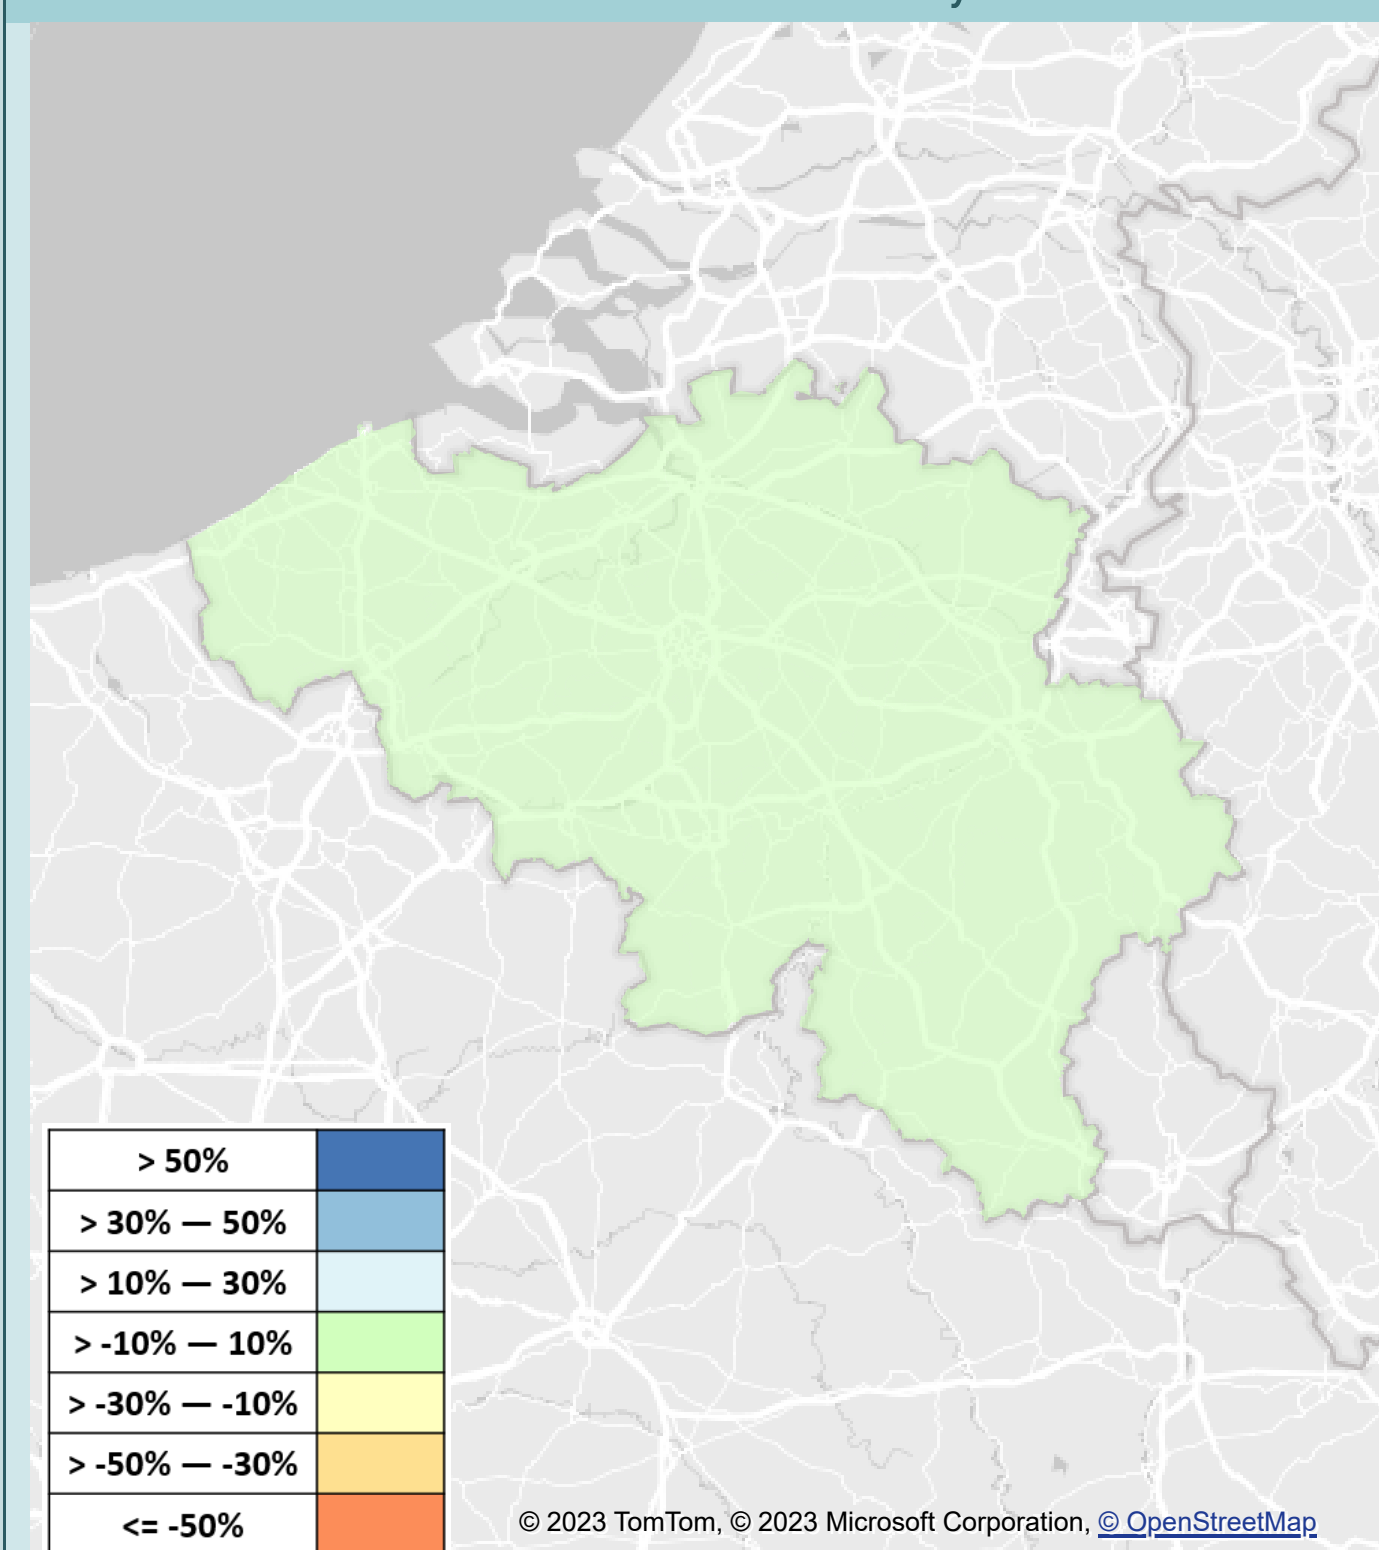 > 50%
> 30% — 50%
> 10% — 30%
> -10% — 10%
> -30% — -10%
> -50% — -30%
<= -50%
© 2023 TomTom, © 2023 Microsoft Corporation, © OpenStreetMap